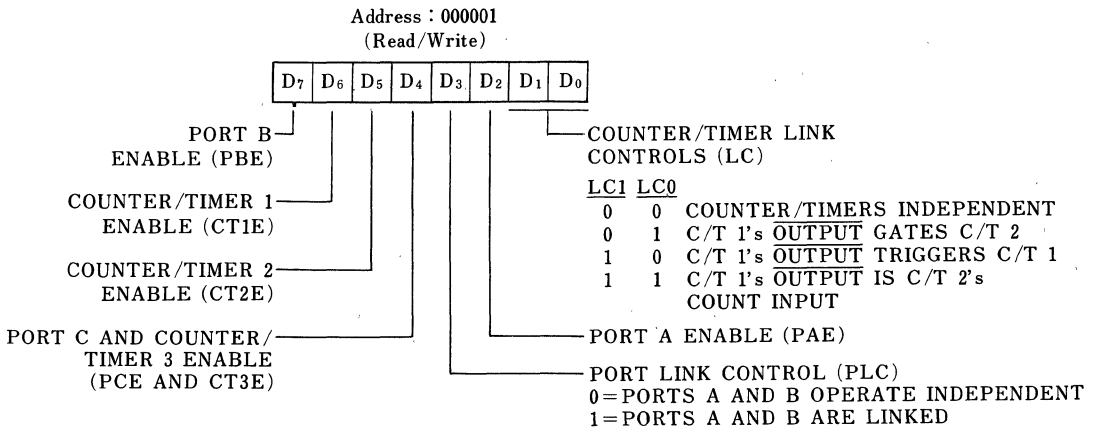 Address : 000001
(Read/Write)
D7 D6 D5 D4 D3 D2 D1 D0
PORT B
ENABLE (PBE)
COUNTER/TIMER 1
ENABLE (CT1E)
COUNTER/TIMER 2
ENABLE (CT2E)
PORT C AND COUNTER/
TIMER 3 ENABLE
(PCE AND CT3E)
COUNTER/TIMER LINK
CONTROLS (LC)
LC1 LC0
0 0 COUNTER/TIMERS INDEPENDENT
0 1 C/T 1's OUTPUT GATES C/T 2
1 0 C/T 1's OUTPUT TRIGGERS C/T 1
1 1 C/T 1's OUTPUT IS C/T 2's
COUNT INPUT
PORT A ENABLE (PAE)
PORT LINK CONTROL (PLC)
0=PORTS A AND B OPERATE INDEPENDENT
1=PORTS A AND B ARE LINKED